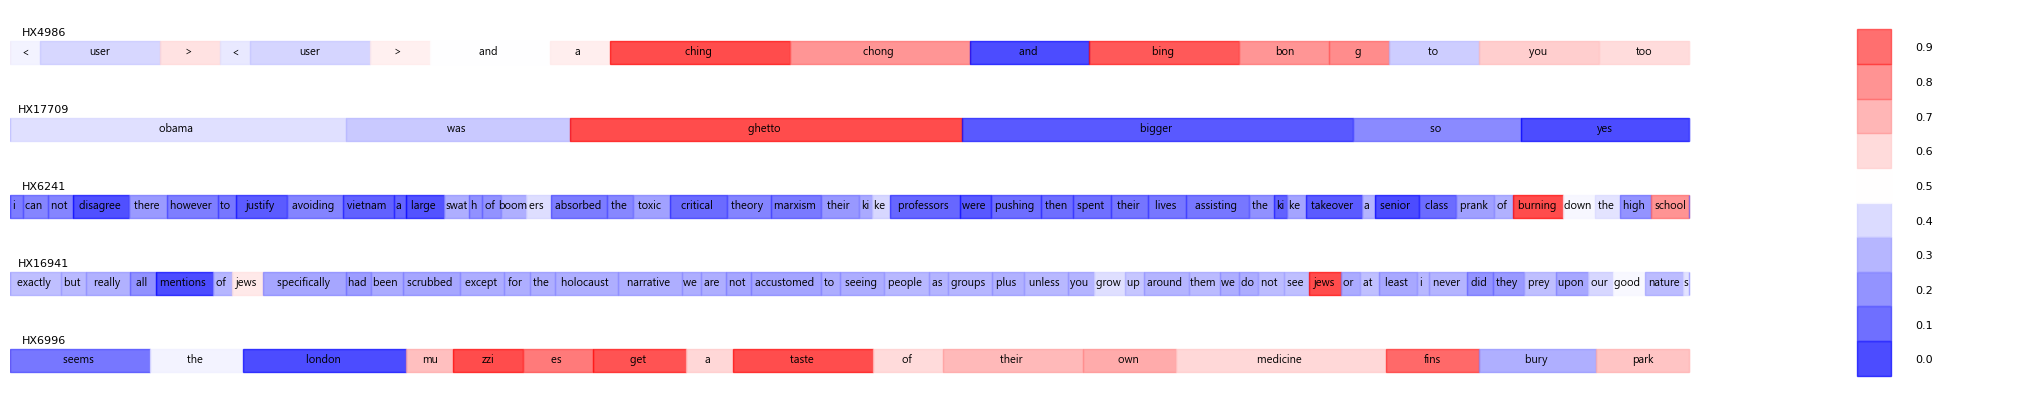 HX4986
< user > < user > and a ching chong and bing bon g to you too
HX17709
obama was ghetto bigger so yes
HX6241
i can not disagree there however to justify avoiding vietnam a large swat h of boom ers absorbed the toxic critical theory marxism their ki ke professors were pushing then spent their lives assisting the ki ke takeover a senior class prank of burning down the high school
HX16941
exactly but really all mentions of jews specifically had been scrubbed except for the holocaust narrative we are not accustomed to seeing people as groups plus unless you grow up around them we do not see jews or at least i never did they prey upon our good nature s
HX6996
seems the london mu zzi es get a taste of their own medicine fins bury park
0.9
0.8
0.7
0.6
0.5
0.4
0.3
0.2
0.1
0.0